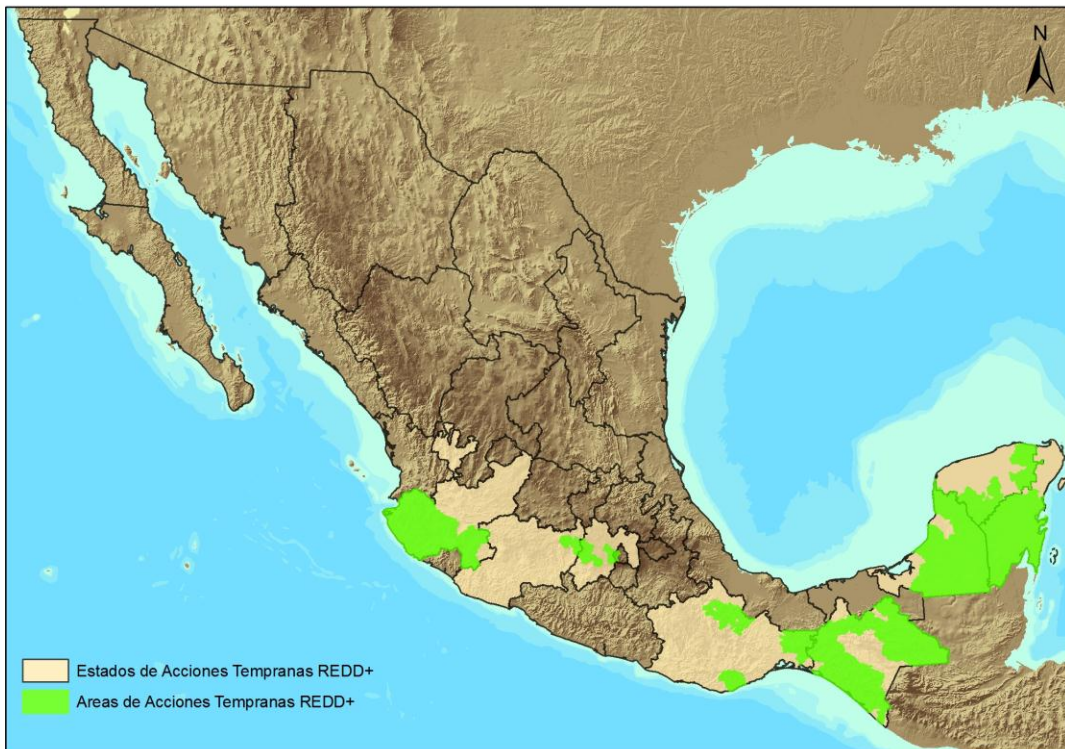 N
Estados de Acciones Tempranas REDD+
Areas de Acciones Tempranas REDD+